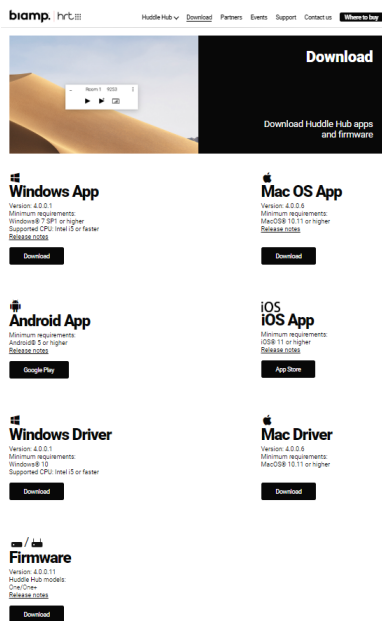 biamp. hrt
Huddle Hub Download Partners Events Support Contact us Where to buy
Room 1 9253
Download
Download Huddle Hub apps
and firmware
Windows App
Version: 4.0.0.1
Minimum requirements:
Windows® 7 SP1 or higher
Supported CPU: Intel i5 or faster
Release notes
Download
Mac OS App
Version: 4.0.0.6
Minimum requirements:
MacOS® 10.11 or higher
Release notes
Download
Android App
Minimum requirements:
Android® 5 or higher
Release notes
Google Play
iOS
iOS App
Minimum requirements:
iOS® 11 or higher
Release notes
App Store
Windows Driver
Version: 4.0.0.1
Minimum requirements:
Windows® 10
Supported CPU: Intel i5 or faster
Download
Mac Driver
Version: 4.0.0.6
Minimum requirements:
MacOS® 10.11 or higher
Download
/
Firmware
Version: 4.0.0.11
Huddle Hub models:
One/One+
Release notes
Download